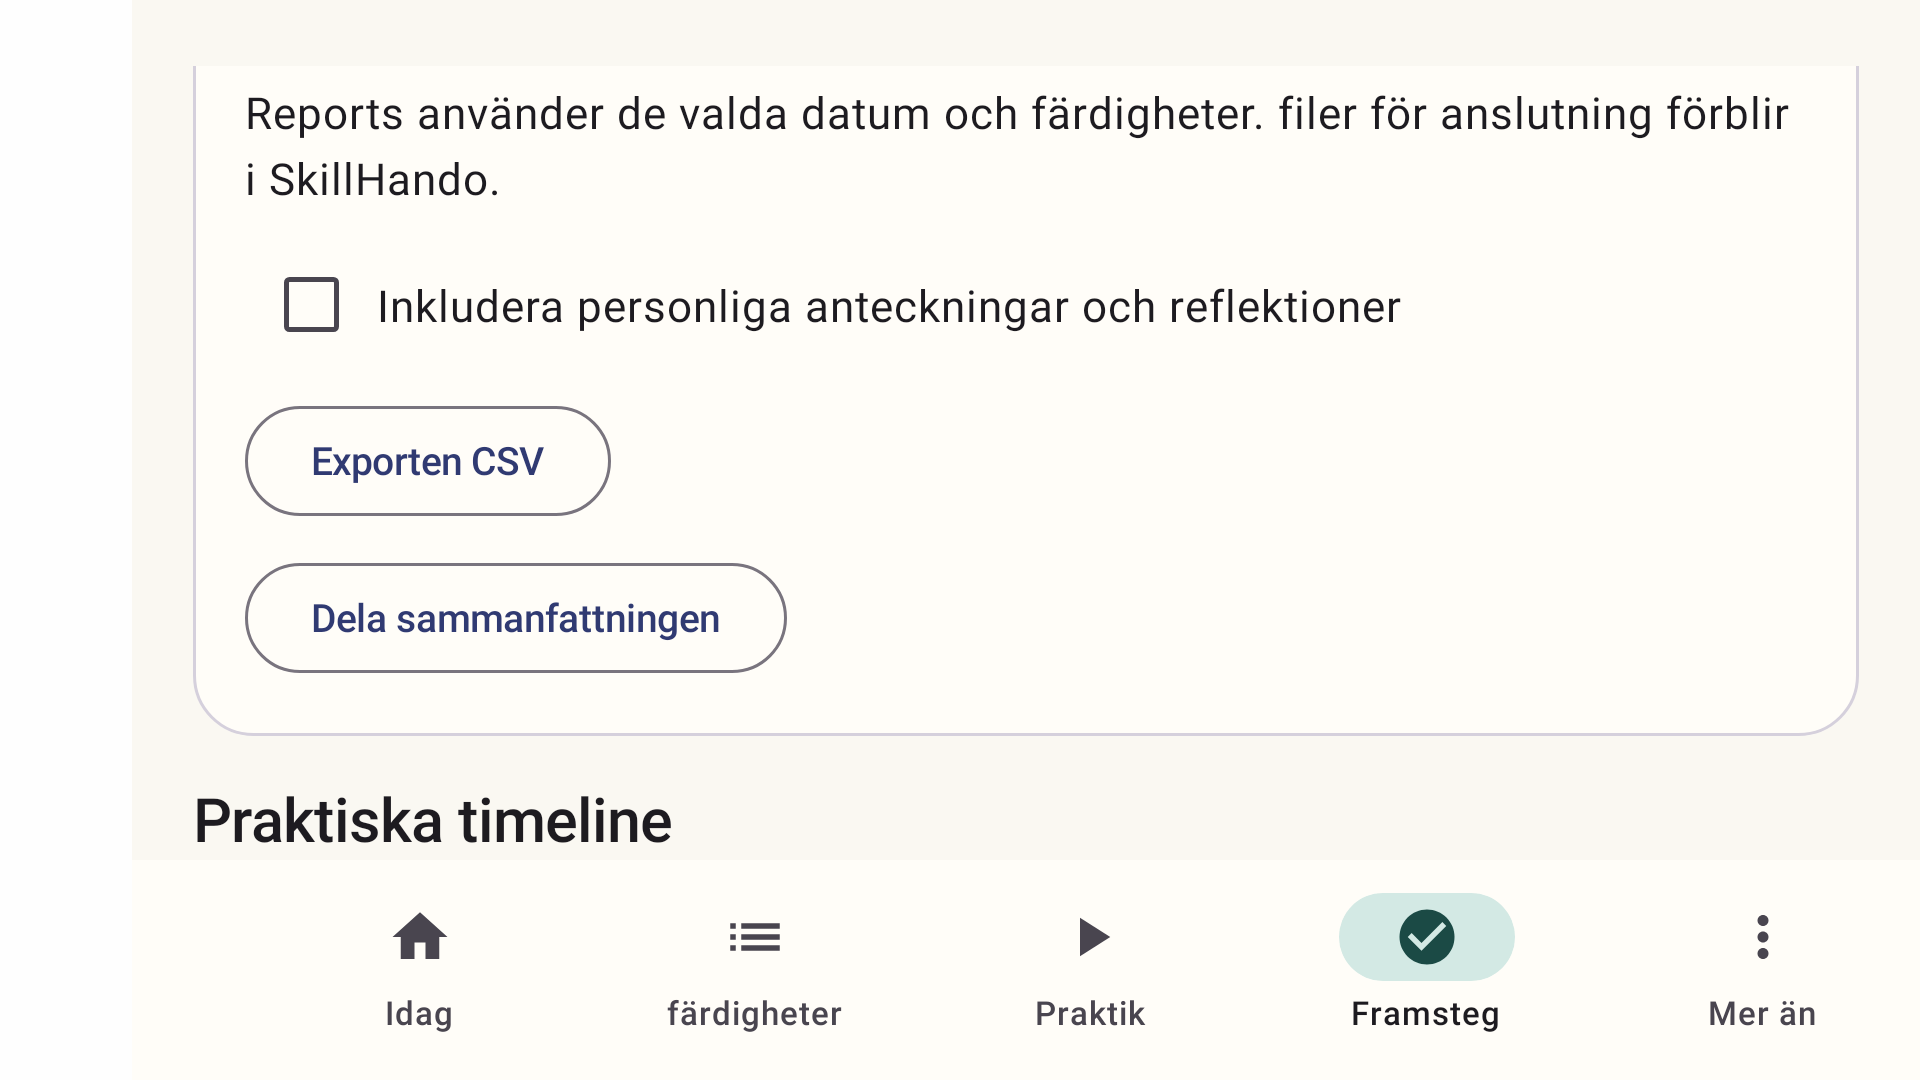 Reports använder de valda datum och färdigheter. filer för anslutning förblir
i SkillHando.
Inkludera personliga anteckningar och reflektioner
Exporten CSV
Dela sammanfattningen
Praktiska timeline
Idag
färdigheter
Praktik
Framsteg
Mer än